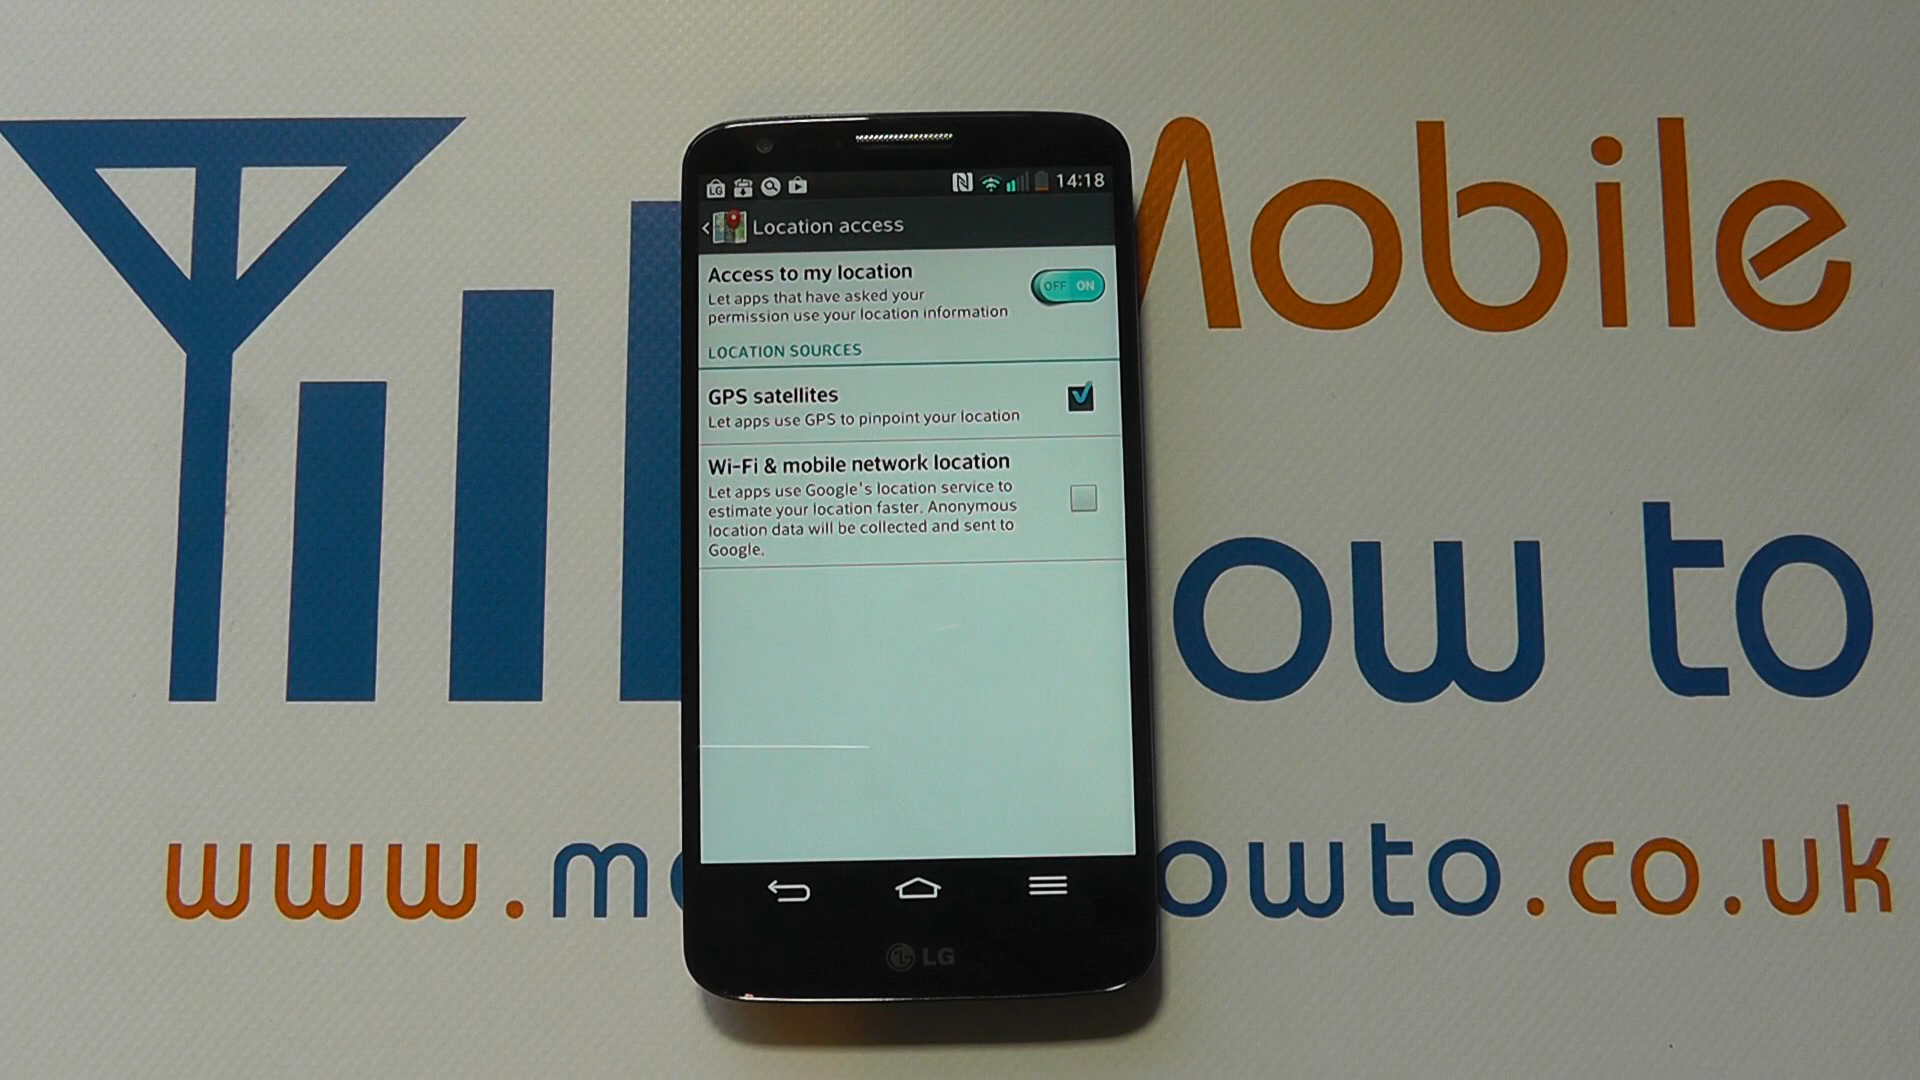 Mobile
14:18
Location access
Access to my location
Let apps that have asked your
permission use your location information
OFF ON
LOCATION SOURCES
GPS satellites
Let apps use GPS to pinpoint your location
Wi-Fi & mobile network location
Let apps use Google's location service to
estimate your location faster. Anonymous
location data will be collected and sent to
Google.
ow to
www.m owto.co.uk
LG